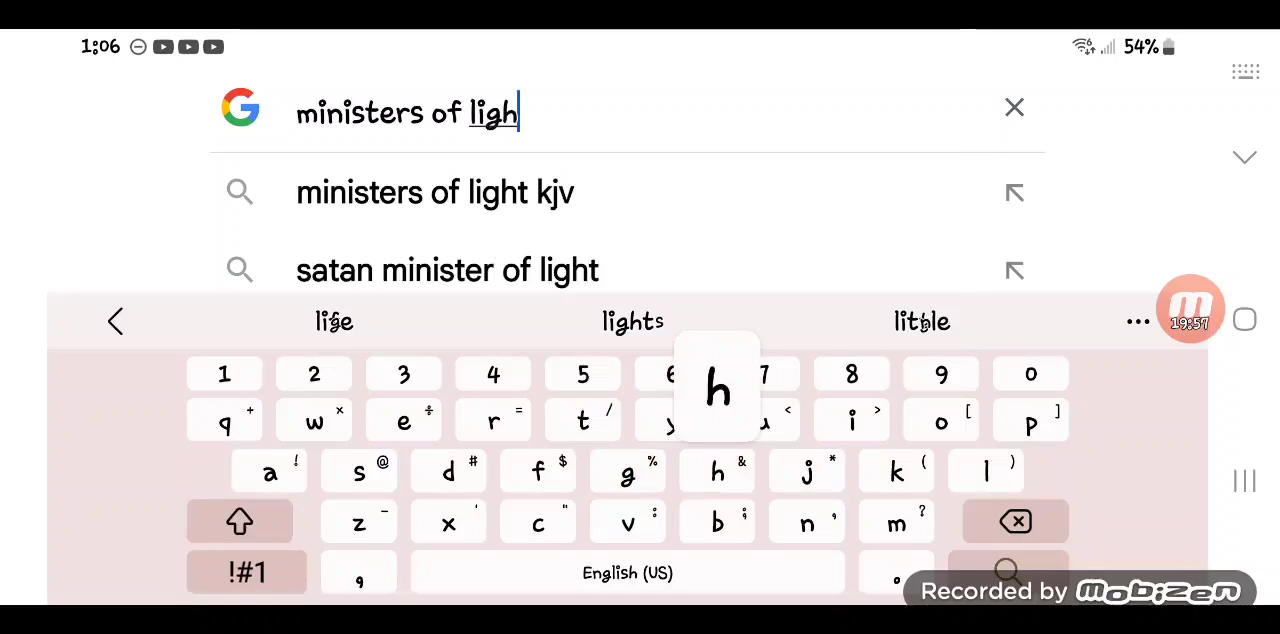 1:06 54%
ministers of ligh
ministers of light kjv
satan minister of light
life lights little
19:57
1 2 3 4 5 6 7 8 9 0
h
q + w × e ÷ r = t / y u < i > o [ p ]
a ! s @ d # f $ g % h & j * k ( l )
z - x ' c " v : b ; n , m ?
!#1 , English (US) .
Recorded by MOBIZEN